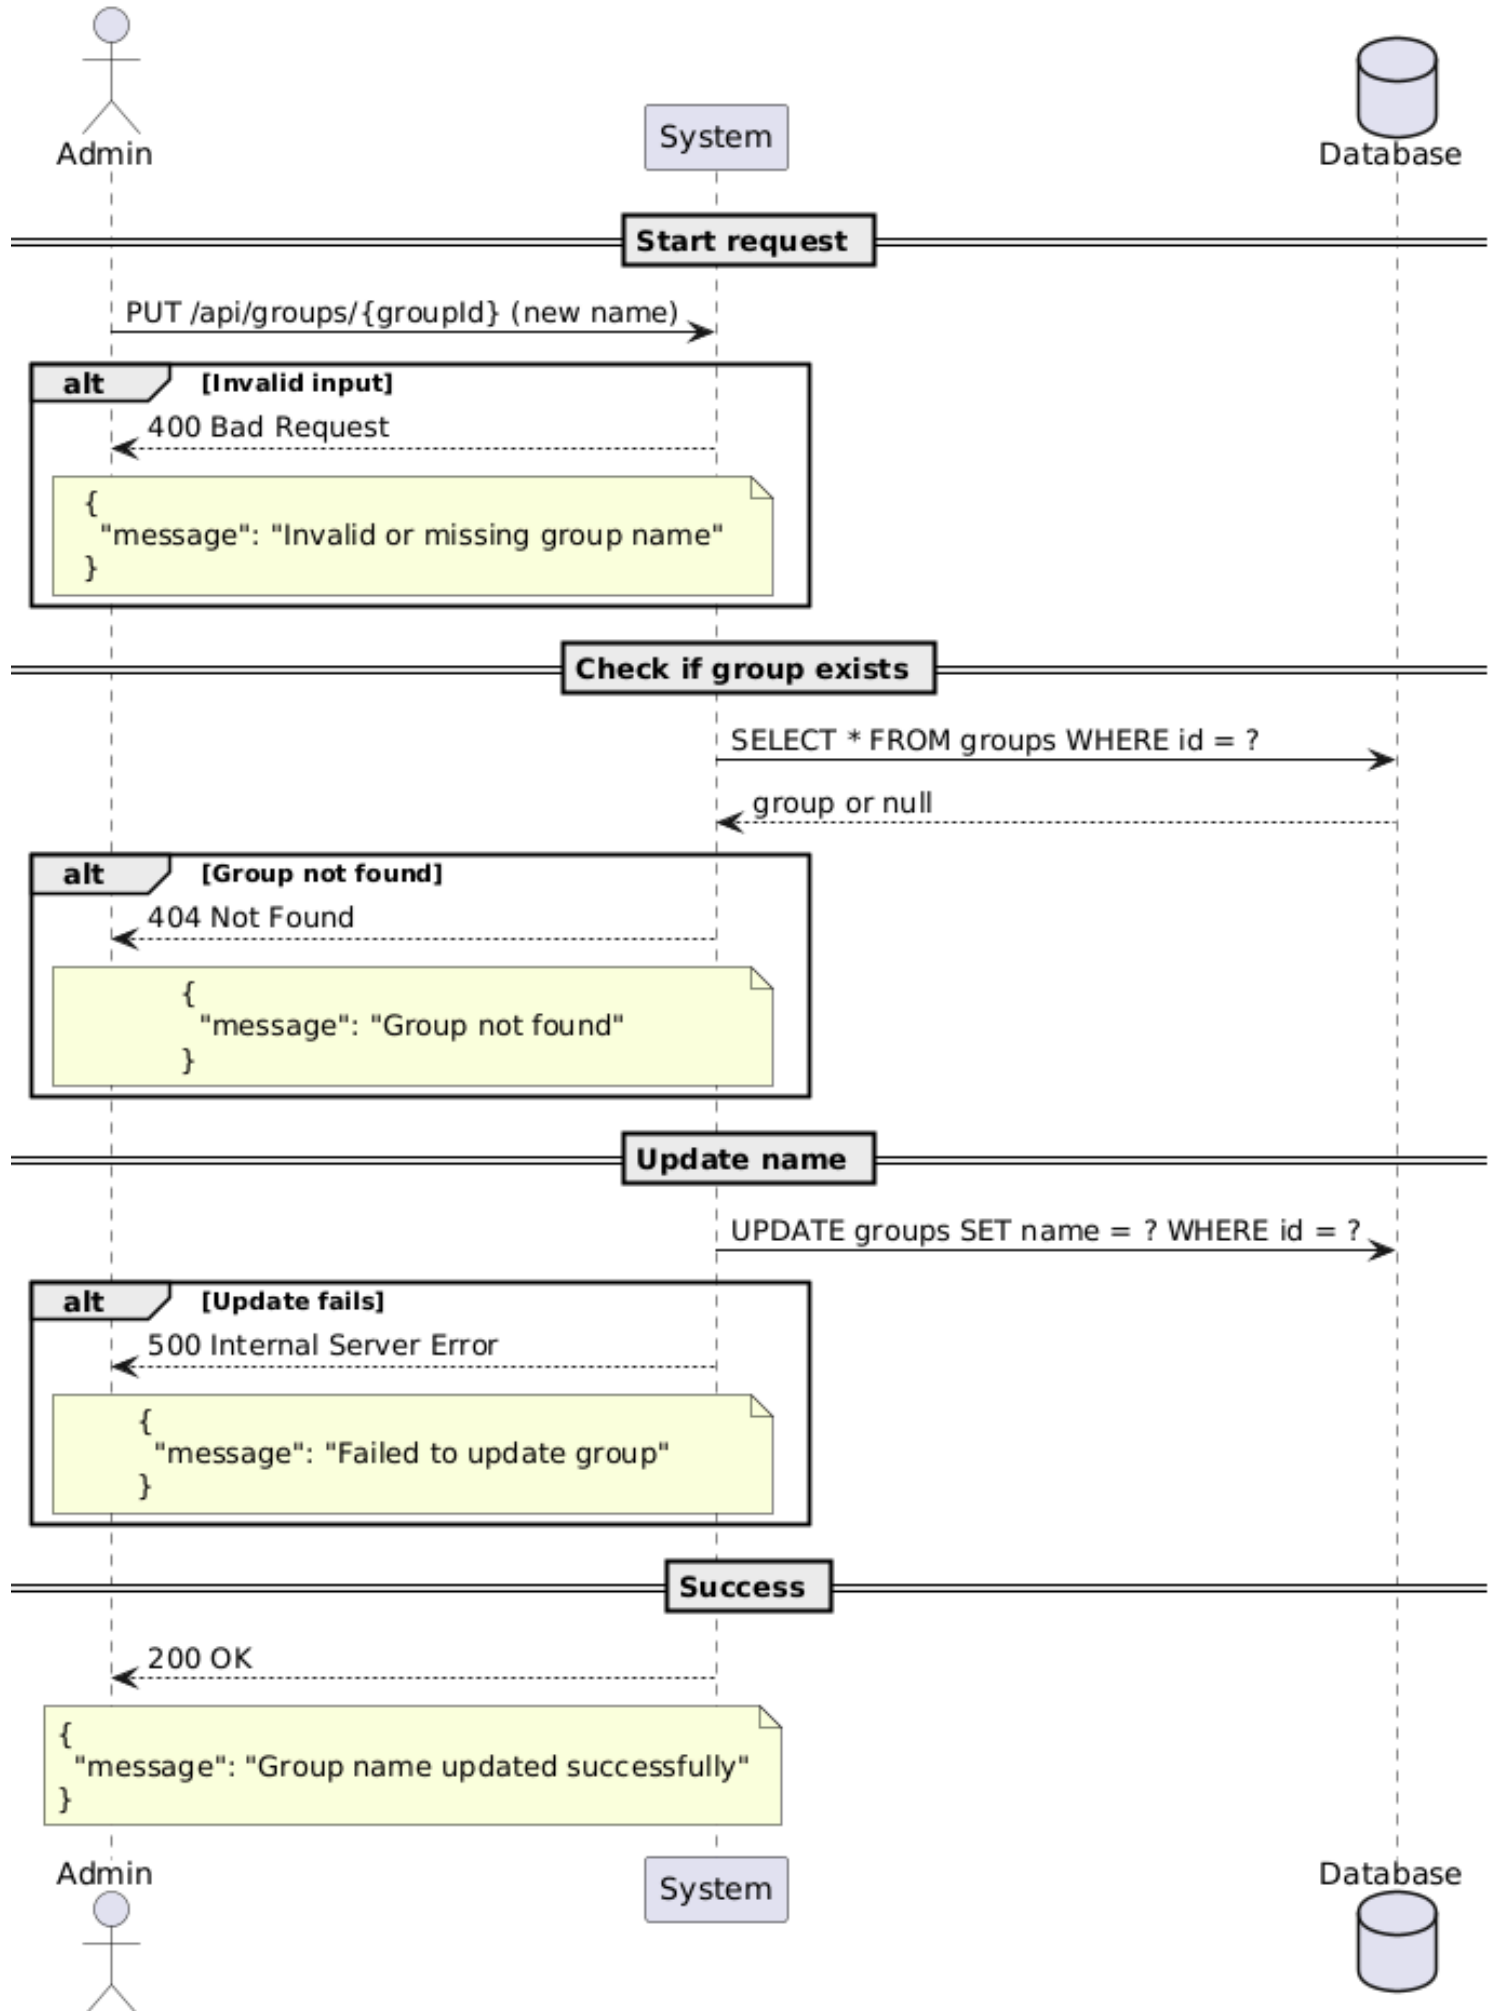 Admin
System
Database
Start request
PUT /api/groups/{groupId} (new name)
alt [Invalid input]
400 Bad Request
{
"message": "Invalid or missing group name"
}
Check if group exists
SELECT * FROM groups WHERE id = ?
group or null
alt [Group not found]
404 Not Found
{
"message": "Group not found"
}
Update name
UPDATE groups SET name = ? WHERE id = ?
alt [Update fails]
500 Internal Server Error
{
"message": "Failed to update group"
}
Success
200 OK
{
"message": "Group name updated successfully"
}
Admin
System
Database